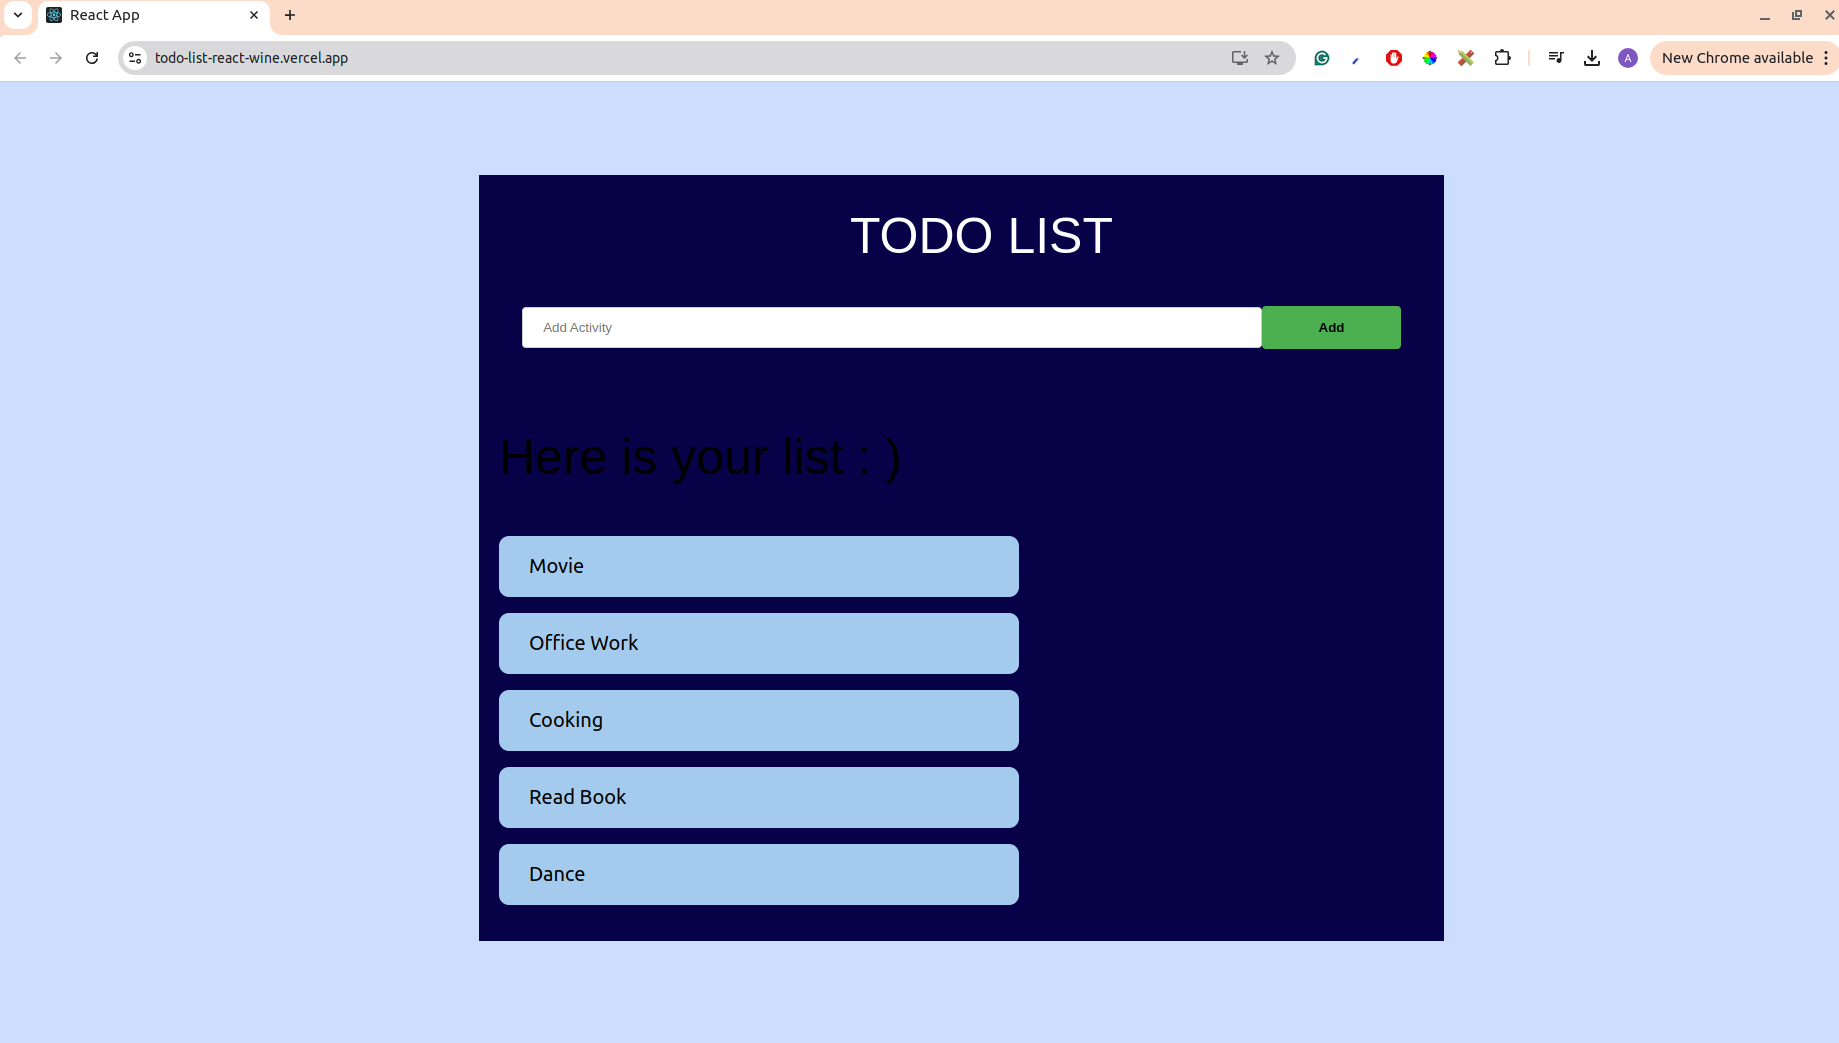 React App
todo-list-react-wine.vercel.app
A
New Chrome available
TODO LIST
Add Activity
Add
Here is your list : )
Movie
Office Work
Cooking
Read Book
Dance